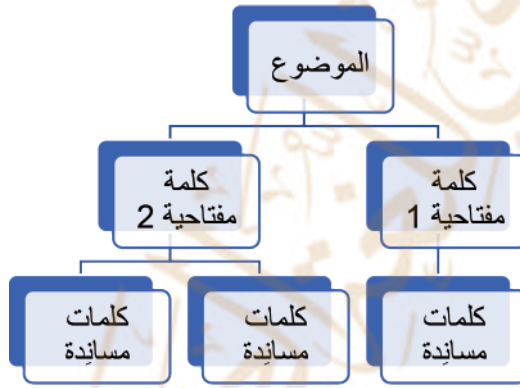 الموضوع
كلمة
مفتاحية 1
كلمة
مفتاحية 2
كلمات
مساندة
كلمات
مساندة
كلمات
مساندة